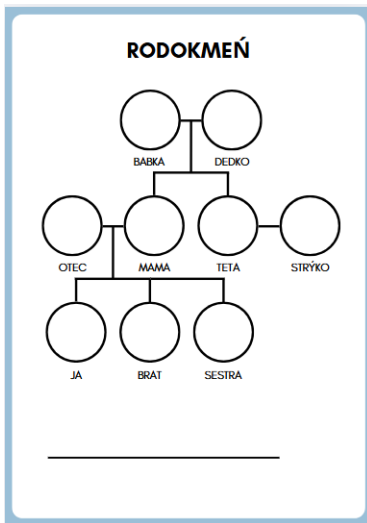 RODOKMEŇ
BABKA DEDKO
OTEC MAMA TETA STRÝKO
JA BRAT SESTRA